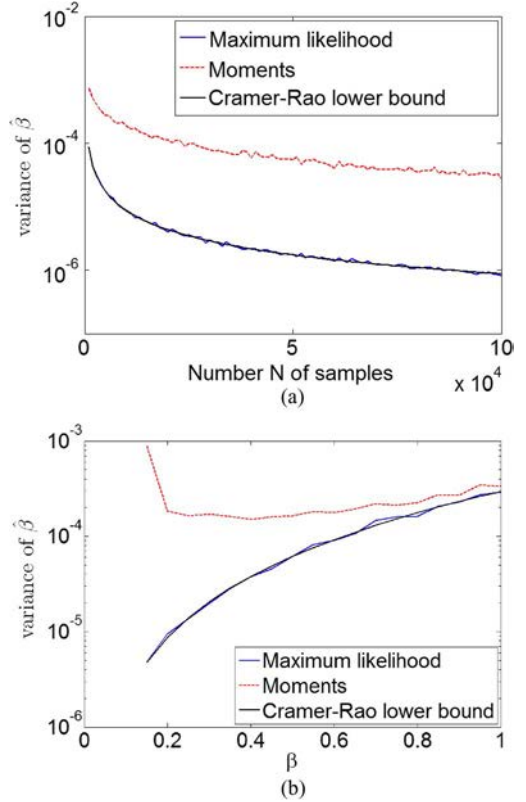 10^{-2}
10^{-4}
10^{-6}
variance of \hat{β}
Maximum likelihood
Moments
Cramer-Rao lower bound
0
5
10
Number N of samples
x 10^4
(a)
10^{-3}
10^{-4}
10^{-5}
10^{-6}
variance of \hat{β}
Maximum likelihood
Moments
Cramer-Rao lower bound
0
0.2
0.4
0.6
0.8
1
β
(b)